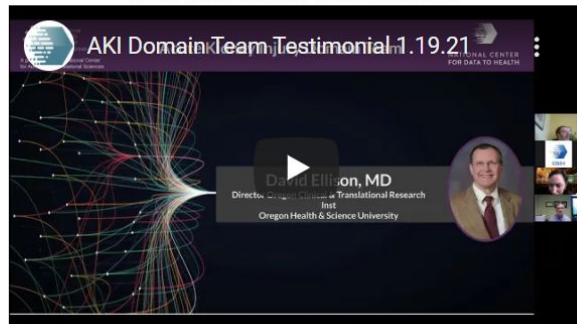 AKI Domain Team Testimonial 1.19.21
NATIONAL CENTER
FOR DATA TO HEALTH
David Ellison, MD
Director Oregon Clinical & Translational Research
Inst
Oregon Health & Science University